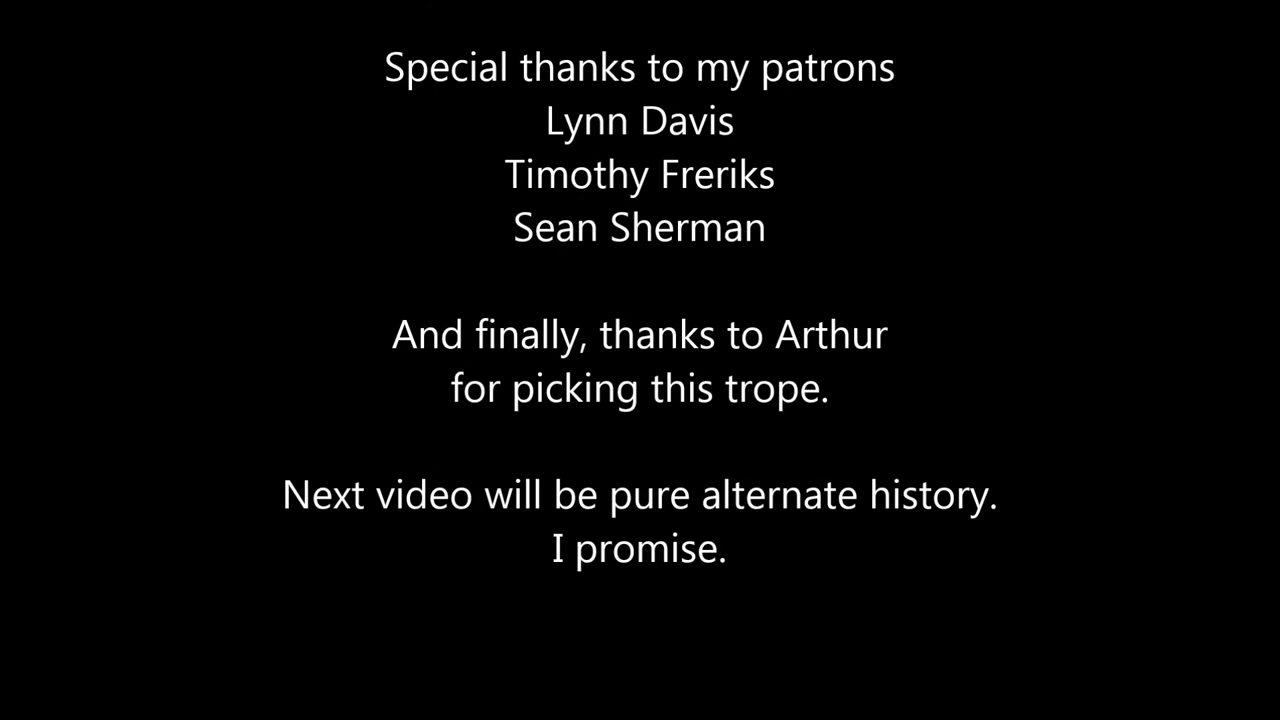 Special thanks to my patrons
Lynn Davis
Timothy Freriks
Sean Sherman
And finally, thanks to Arthur
for picking this trope.
Next video will be pure alternate history.
I promise.